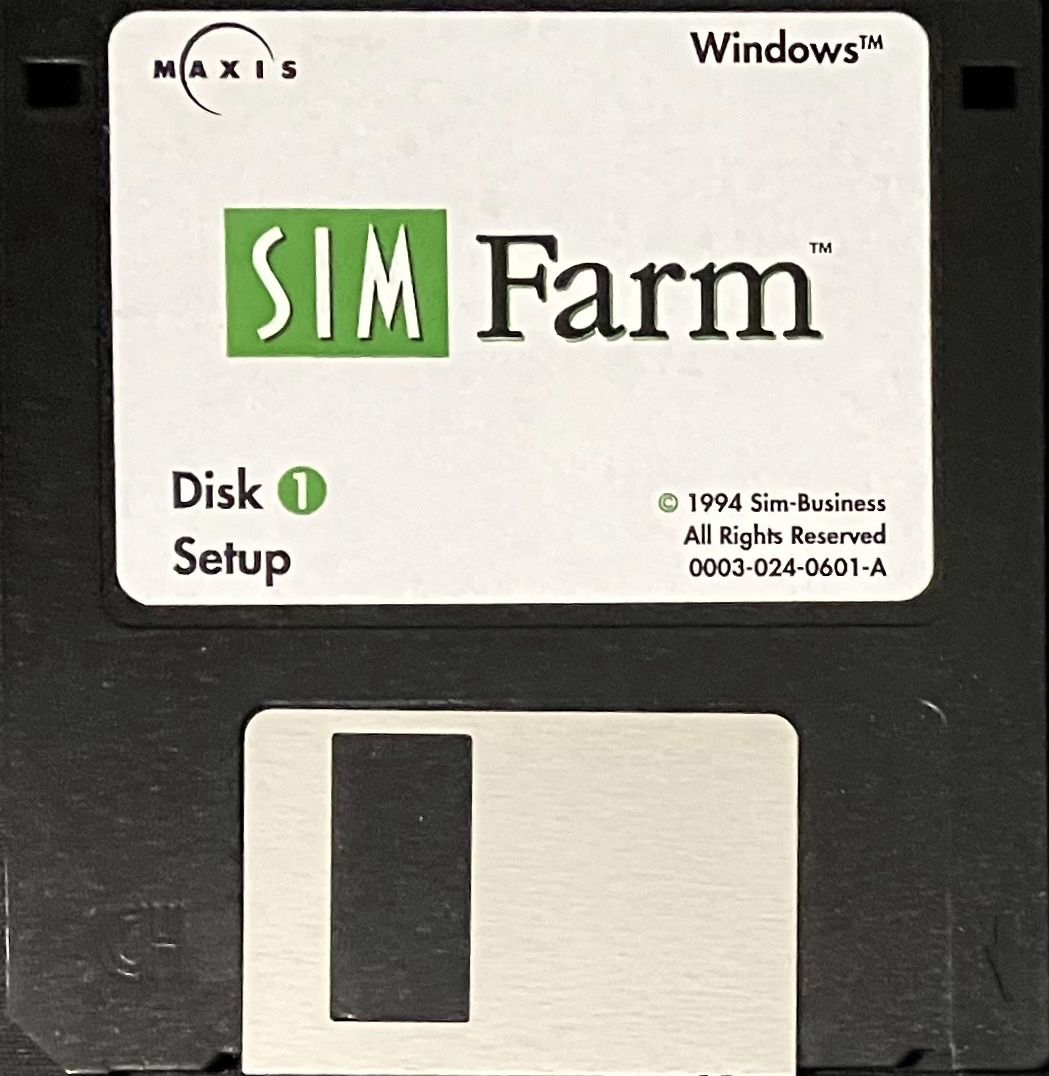 MAXIS
Windows™
SIM Farm™
Disk 1
Setup
© 1994 Sim-Business
All Rights Reserved
0003-024-0601-A